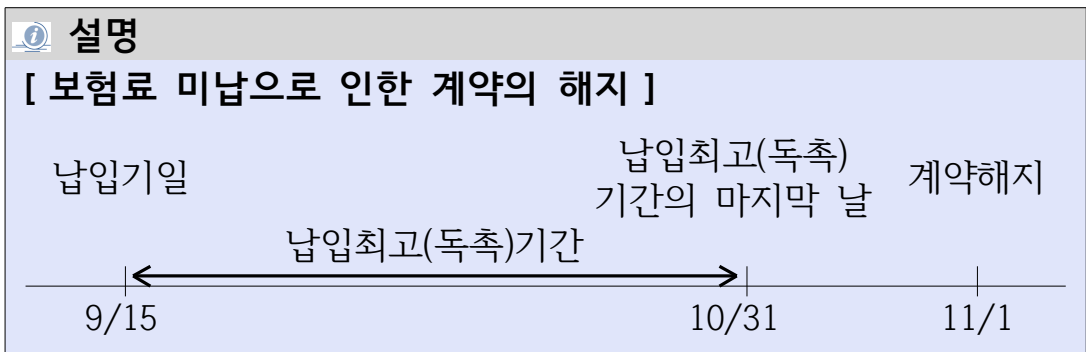 설명
[ 보험료 미납으로 인한 계약의 해지 ]
납입기일
납입최고(독촉)
기간의 마지막 날
계약해지
납입최고(독촉)기간
9/15
10/31
11/1